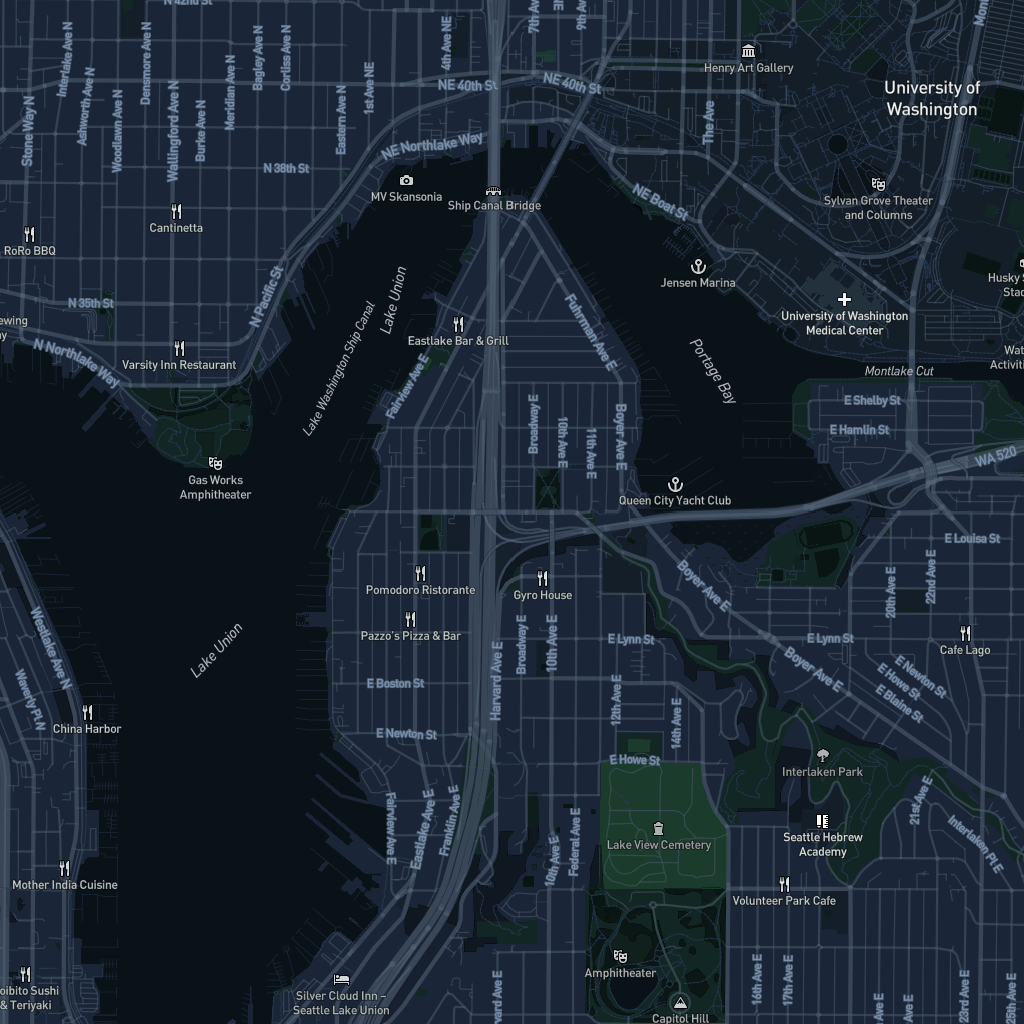 N 42nd St
7th Ave
NE
9th Ave
Interlake Ave N
Ashworth Ave N
Stone Way N
Woodlawn Ave N
Densmore Ave N
Wallingford Ave N
Burke Ave N
Meridian Ave N
Bagley Ave N
Corliss Ave N
Eastern Ave N
1st Ave NE
4th Ave NE
NE 40th St
NE 40th St
Henry Art Gallery
University of
Washington
The Ave
NE Northlake Way
N 38th St
MV Skansonia
Ship Canal Bridge
NE Boat St
Sylvan Grove Theater
and Columns
Cantinetta
RoRo BBQ
Jensen Marina
N Pacific St
N 35th St
Lake Union
Lake Washington Ship Canal
University of Washington
Medical Center
Eastlake Bar & Grill
Fuhrman Ave E
Portage Bay
Montlake Cut
N Northlake Way
Varsity Inn Restaurant
Fairview Ave E
Broadway E
10th Ave E
11th Ave E
Boyer Ave E
E Shelby St
E Hamlin St
WA 520
Gas Works
Amphitheater
Queen City Yacht Club
E Louisa St
Pomodoro Ristorante
Gyro House
Boyer Ave E
20th Ave E
22nd Ave E
Pazzo's Pizza & Bar
Broadway E
10th Ave E
E Lynn St
E Lynn St
Cafe Lago
Lake Union
Westlake Ave N
Waverly Pl N
Harvard Ave E
E Boston St
Boyer Ave E
E Newton St
E Howe St
E Blaine St
12th Ave E
14th Ave E
China Harbor
E Newton St
E Howe St
Interlaken Park
Fairview Ave E
Eastlake Ave E
Franklin Ave E
21st Ave E
Interlaken Pl E
Lake View Cemetery
Seattle Hebrew
Academy
10th Ave E
Federal Ave E
Mother India Cuisine
Volunteer Park Cafe
Amphitheater
16th Ave E
17th Ave E
Ave E
Ave E
23rd Ave E
25th Ave E
Silver Cloud Inn –
Seattle Lake Union
Capitol Hill
& Teriyaki